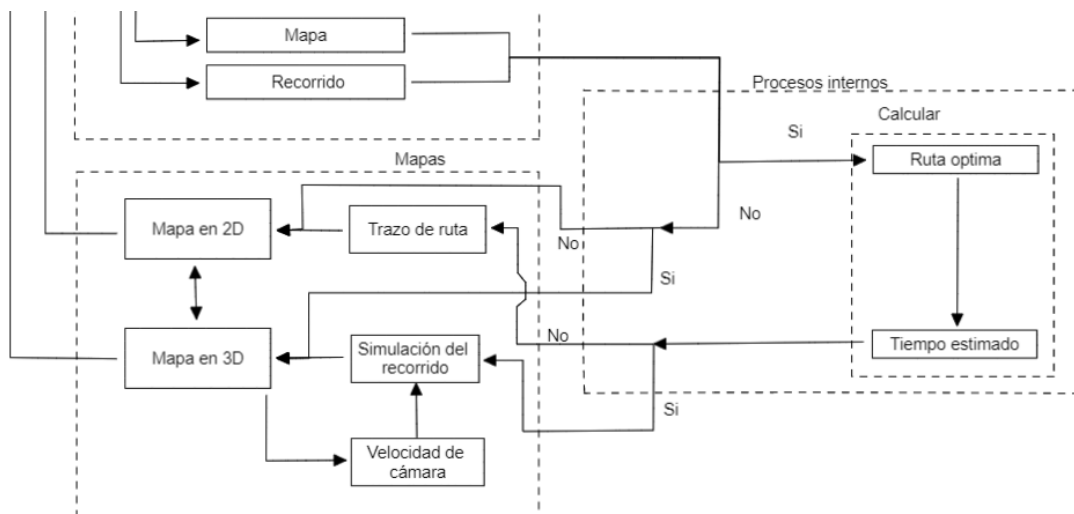 Mapa
Recorrido
Procesos internos
Calcular
Si
Ruta optima
Mapas
No
Mapa en 2D
Trazo de ruta
No
Si
Mapa en 3D
Simulación del
recorrido
No
Tiempo estimado
Si
Velocidad de
cámara